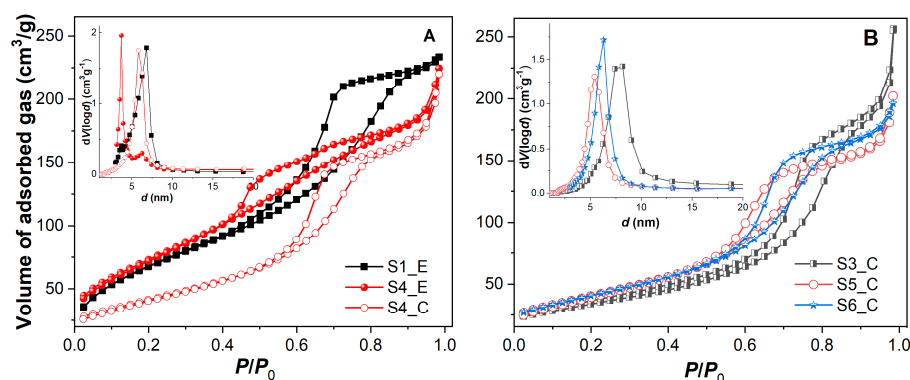 A
Volume of adsorbed gas (cm³/g)
250
200
150
100
50
0.0 0.2 0.4 0.6 0.8 1.0
P/P₀
S1_E
S4_E
S4_C
dV(logd) (cm³g⁻¹)
2
1
0
5 10 15 20
d (nm)
B
250
200
150
100
50
0.0 0.2 0.4 0.6 0.8 1.0
P/P₀
S3_C
S5_C
S6_C
dV(logd) (cm³g⁻¹)
1.5
1.0
0.5
0.0
5 10 15 20
d (nm)